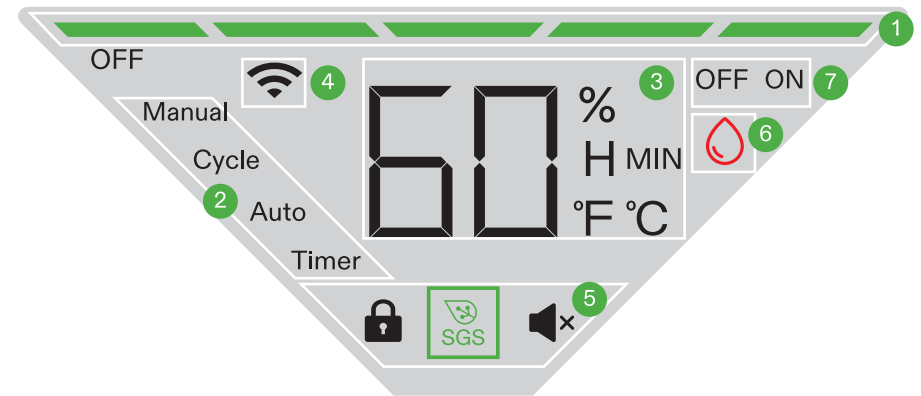 1
OFF
4
3
OFF ON
7
Manual
60
%
6
Cycle
H MIN
2
Auto
°F °C
Timer
5
SGS
×